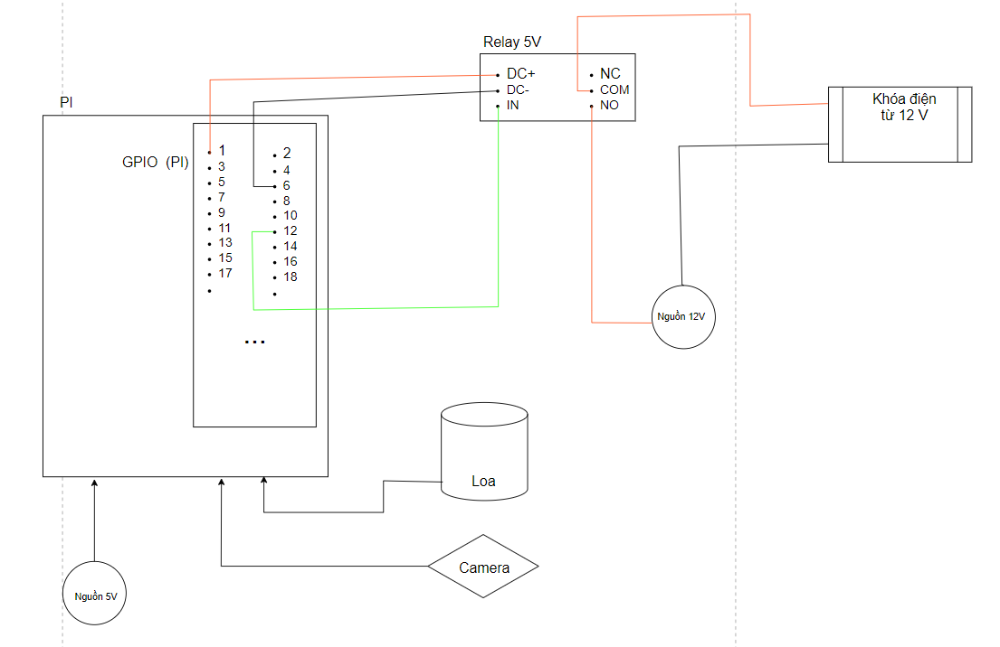 Relay 5V
DC+
DC-
IN
NC
COM
NO
Khóa điện
từ 12 V
PI
GPIO (PI)
1
2
3
4
5
6
7
8
9
10
11
12
13
14
15
16
17
18
...
Nguồn 12V
Loa
Camera
Nguồn 5V